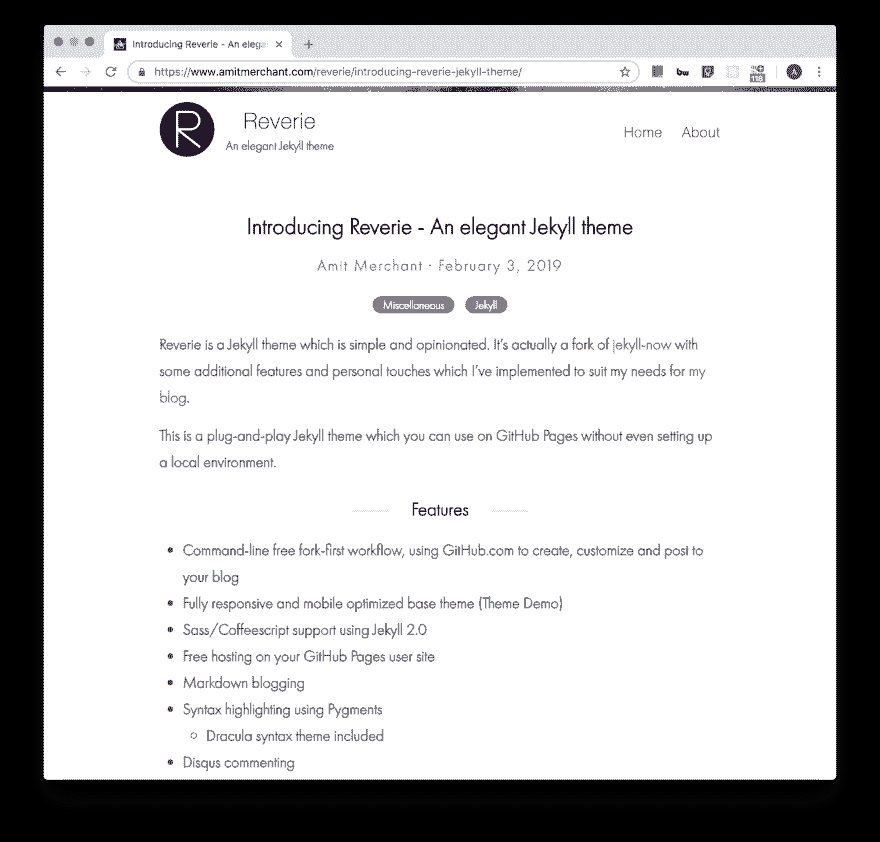 Introducing Reverie - An elega
https://www.amitmerchant.com/reverie/introducing-reverie-jekyll-theme/
bw
118
A
R
Reverie
An elegant Jekyll theme
Home About
Introducing Reverie - An elegant Jekyll theme
Amit Merchant · February 3, 2019
Miscellaneous Jekyll
Reverie is a Jekyll theme which is simple and opinionated. It's actually a fork of jekyll-now with
some additional features and personal touches which I've implemented to suit my needs for my
blog.
This is a plug-and-play Jekyll theme which you can use on GitHub Pages without even setting up
a local environment.
Features
• Command-line free fork-first workflow, using GitHub.com to create, customize and post to
your blog
• Fully responsive and mobile optimized base theme (Theme Demo)
• Sass/Coffeescript support using Jekyll 2.0
• Free hosting on your GitHub Pages user site
• Markdown blogging
• Syntax highlighting using Pygments
○ Dracula syntax theme included
• Disqus commenting